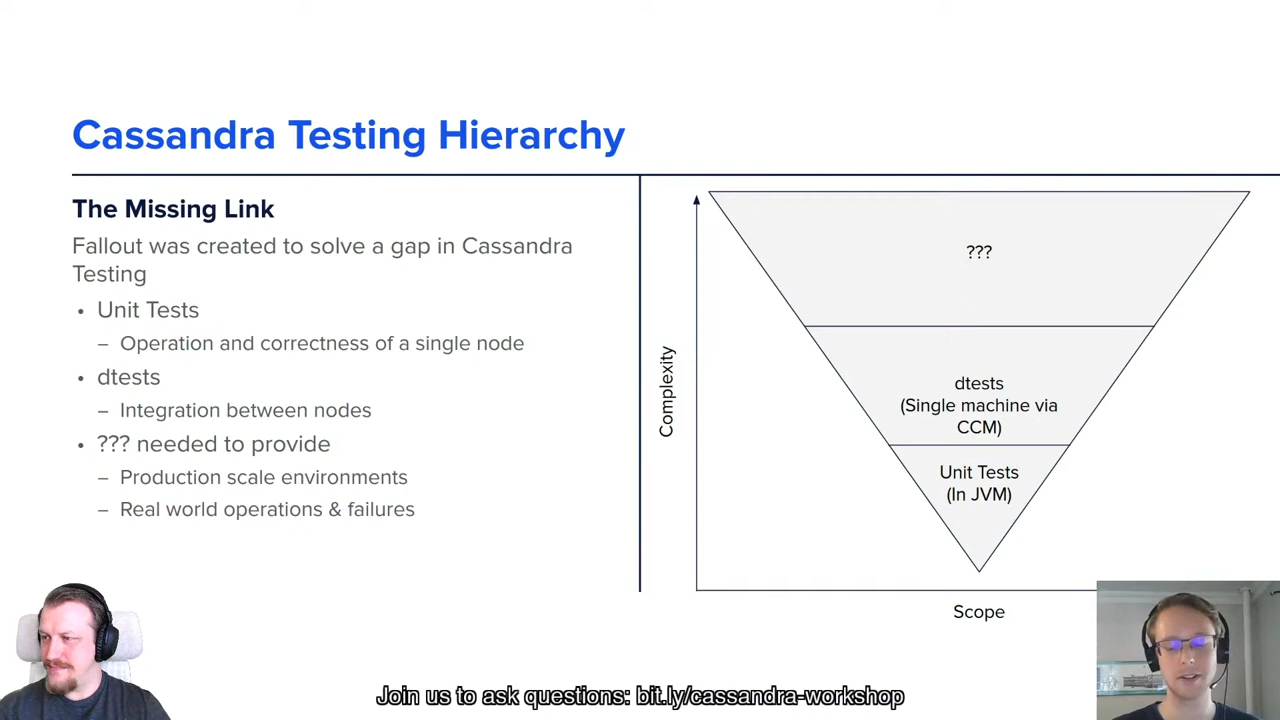 Cassandra Testing Hierarchy
The Missing Link
Fallout was created to solve a gap in Cassandra
Testing
• Unit Tests
– Operation and correctness of a single node
• dtests
– Integration between nodes
• ??? needed to provide
– Production scale environments
– Real world operations & failures
Complexity
???
dtests
(Single machine via
CCM)
Unit Tests
(In JVM)
Scope
Join us to ask questions: bit.ly/cassandra-workshop